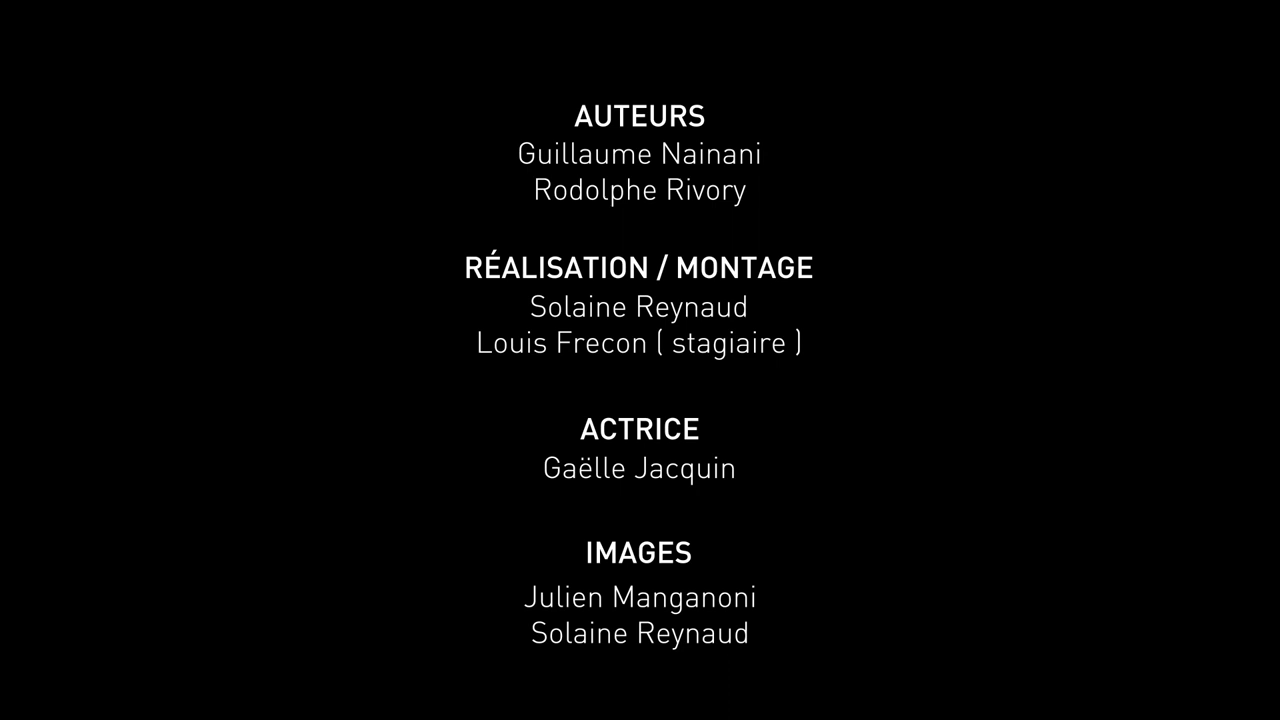 AUTEURS
Guillaume Nainani
Rodolphe Rivory
RÉALISATION / MONTAGE
Solaine Reynaud
Louis Frecon ( stagiaire )
ACTRICE
Gaëlle Jacquin
IMAGES
Julien Manganoni
Solaine Reynaud